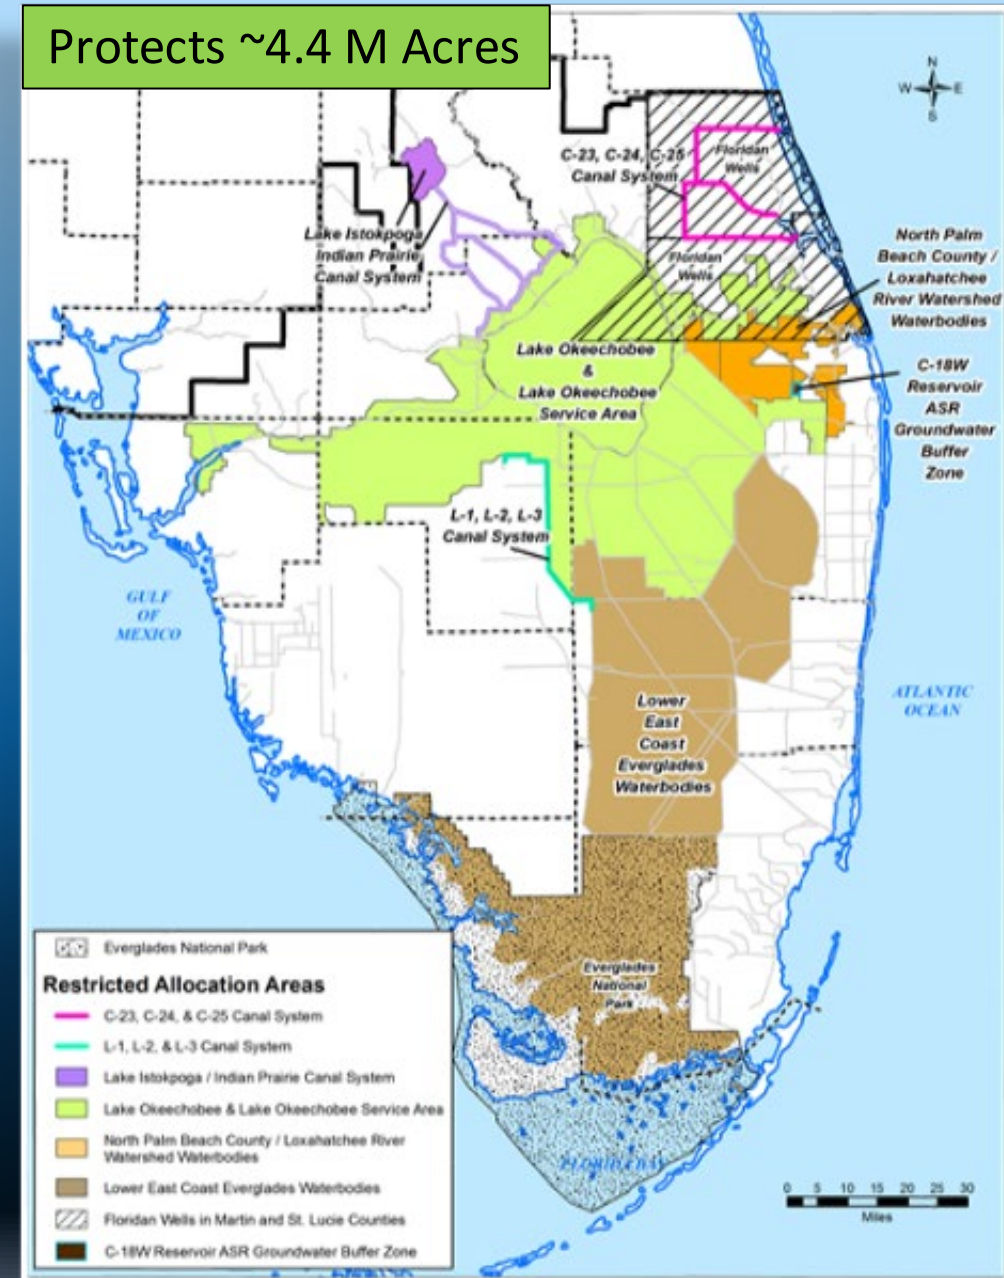 Protects ~4.4 M Acres
N
W
E
S
C-23, C-24, C-25
Canal System
Floridan
Wells
Lake Istokpoga
Indian Prairie
Canal System
Floridan
Wells
North Palm
Beach County /
Loxahatchee
River Watershed
Waterbodies
Lake Okeechobee
&
Lake Okeechobee
Service Area
C-18W
Reservoir
ASR
Groundwater
Buffer
Zone
L-1, L-2, L-3
Canal System
GULF
OF
MEXICO
ATLANTIC
OCEAN
Lower
East
Coast
Everglades
Waterbodies
Everglades
National
Park
FLORIDA BAY
Everglades National Park
Restricted Allocation Areas
C-23, C-24, & C-25 Canal System
L-1, L-2, & L-3 Canal System
Lake Istokpoga / Indian Prairie Canal System
Lake Okeechobee & Lake Okeechobee Service Area
North Palm Beach County / Loxahatchee River
Watershed Waterbodies
Lower East Coast Everglades Waterbodies
Floridan Wells in Martin and St. Lucie Counties
C-18W Reservoir ASR Groundwater Buffer Zone
0 5 10 15 20 25 30
Miles